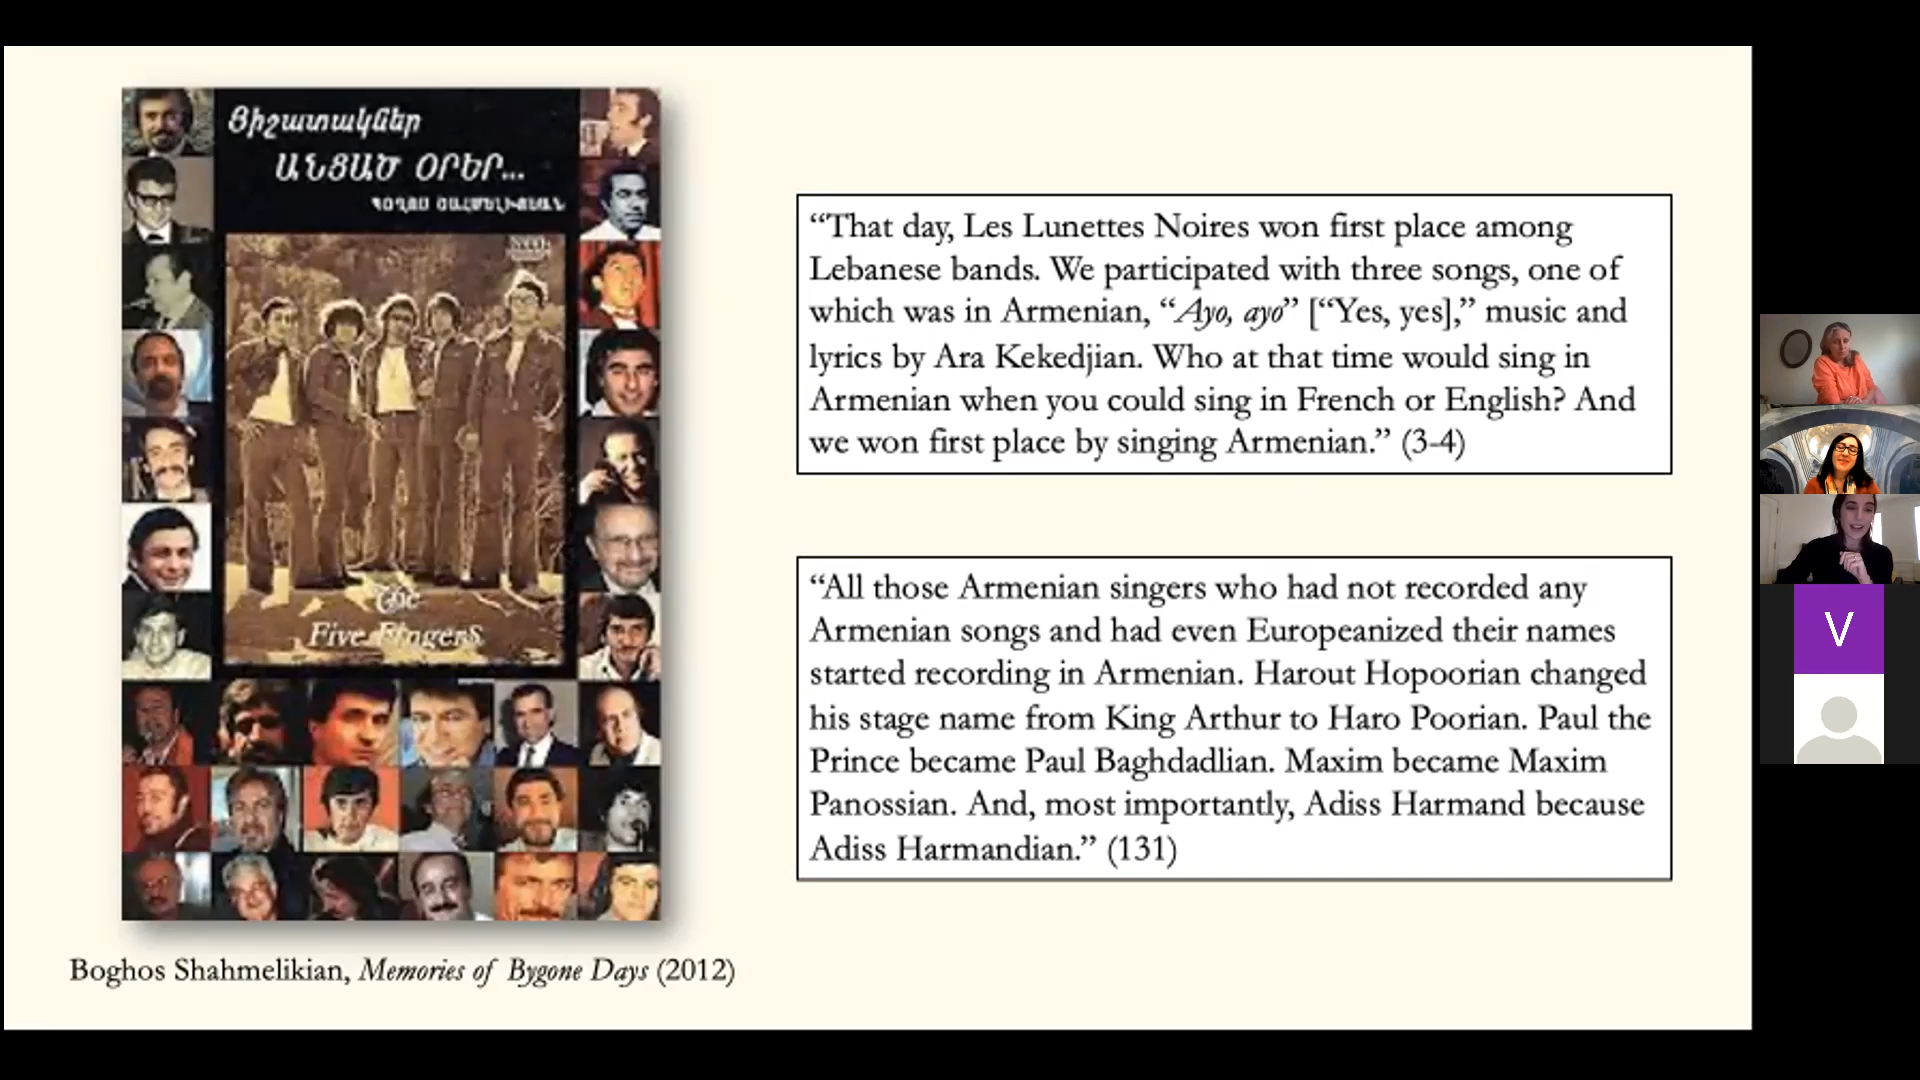 Յիշատակներ
ԱՆՑԱԾ ՕՐԵՐ...
ՊՕՂՈՍ ՇԱՀՄԵԼԻՔԵԱՆ
The
Five Fingers
Boghos Shahmelikian, Memories of Bygone Days (2012)
“That day, Les Lunettes Noires won first place among
Lebanese bands. We participated with three songs, one of
which was in Armenian, “Ayo, ayo” [“Yes, yes],” music and
lyrics by Ara Kekedjian. Who at that time would sing in
Armenian when you could sing in French or English? And
we won first place by singing Armenian.” (3-4)
“All those Armenian singers who had not recorded any
Armenian songs and had even Europeanized their names
started recording in Armenian. Harout Hopoorian changed
his stage name from King Arthur to Haro Poorian. Paul the
Prince became Paul Baghdadlian. Maxim became Maxim
Panossian. And, most importantly, Adiss Harmand because
Adiss Harmandian.” (131)
V